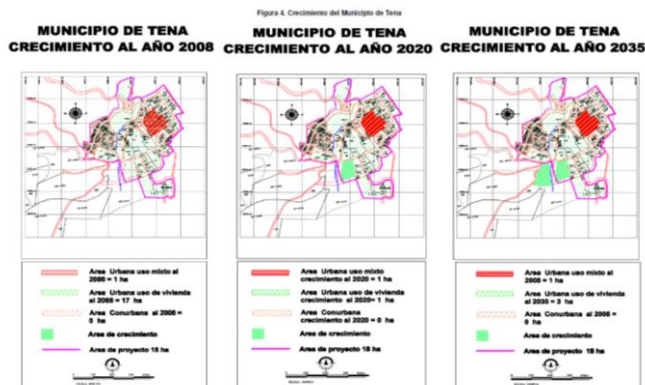 Figura 4. Crecimiento del Municipio de Tena
MUNICIPIO DE TENA
CRECIMIENTO AL AÑO 2008
MUNICIPIO DE TENA
CRECIMIENTO AL AÑO 2020
MUNICIPIO DE TENA
CRECIMIENTO AL AÑO 2035
Area Urbana uso mixto al
2008 = 1 ha
Area Urbana uso de vivienda
al 2008 = 17 ha
Area Conurbana al 2008 =
0 ha
Area de crecimiento
Area de proyecto 18 ha
Area Urbana uso mixto
crecimiento al 2020 = 1 ha
Area Urbana uso de vivienda
crecimiento al 2020= 1 ha
Area Conurbana
crecimiento al 2020 = 0 ha
Area de crecimiento
Area de proyecto 18 ha
Area Urbana uso mixto al
2008 = 1 ha
Area Urbana uso de vivienda
al 2035 = 3 ha
Area Conurbana al 2008 =
0 ha
Area de crecimiento
Area de proyecto 18 ha